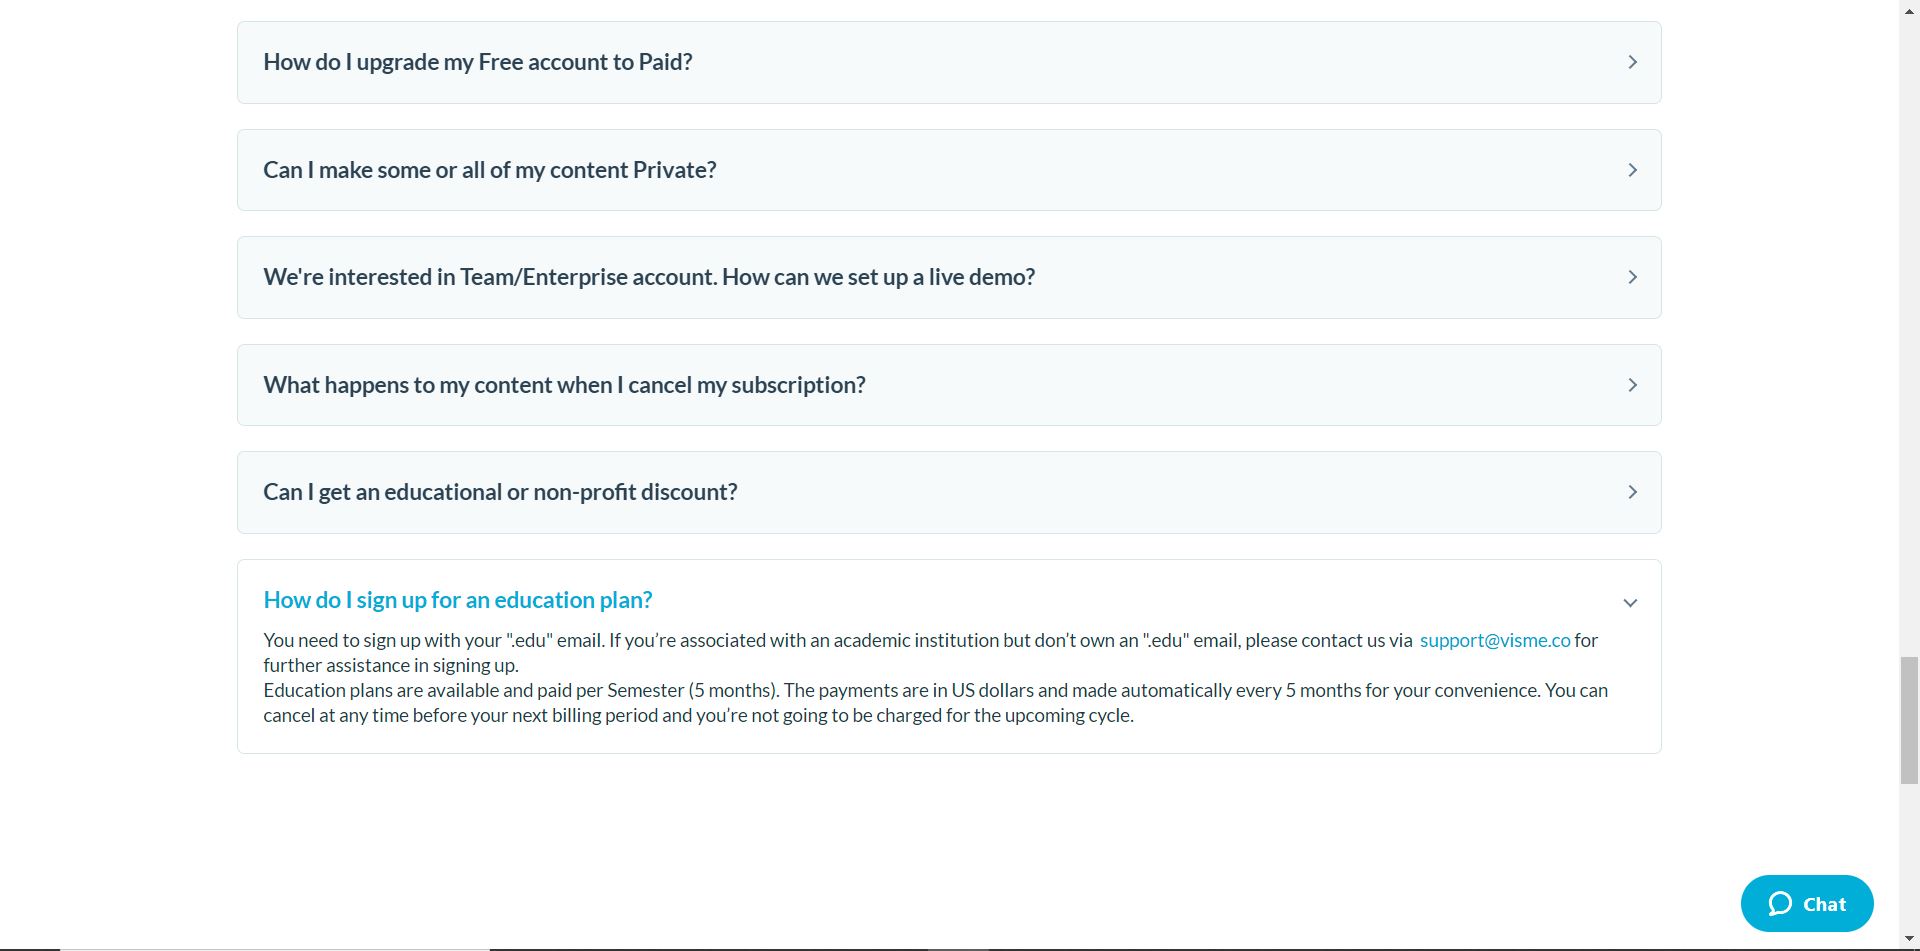 How do I upgrade my Free account to Paid?
Can I make some or all of my content Private?
We're interested in Team/Enterprise account. How can we set up a live demo?
What happens to my content when I cancel my subscription?
Can I get an educational or non-profit discount?
How do I sign up for an education plan?
You need to sign up with your ".edu" email. If you’re associated with an academic institution but don’t own an ".edu" email, please contact us via support@visme.co for
further assistance in signing up.
Education plans are available and paid per Semester (5 months). The payments are in US dollars and made automatically every 5 months for your convenience. You can
cancel at any time before your next billing period and you’re not going to be charged for the upcoming cycle.
Chat